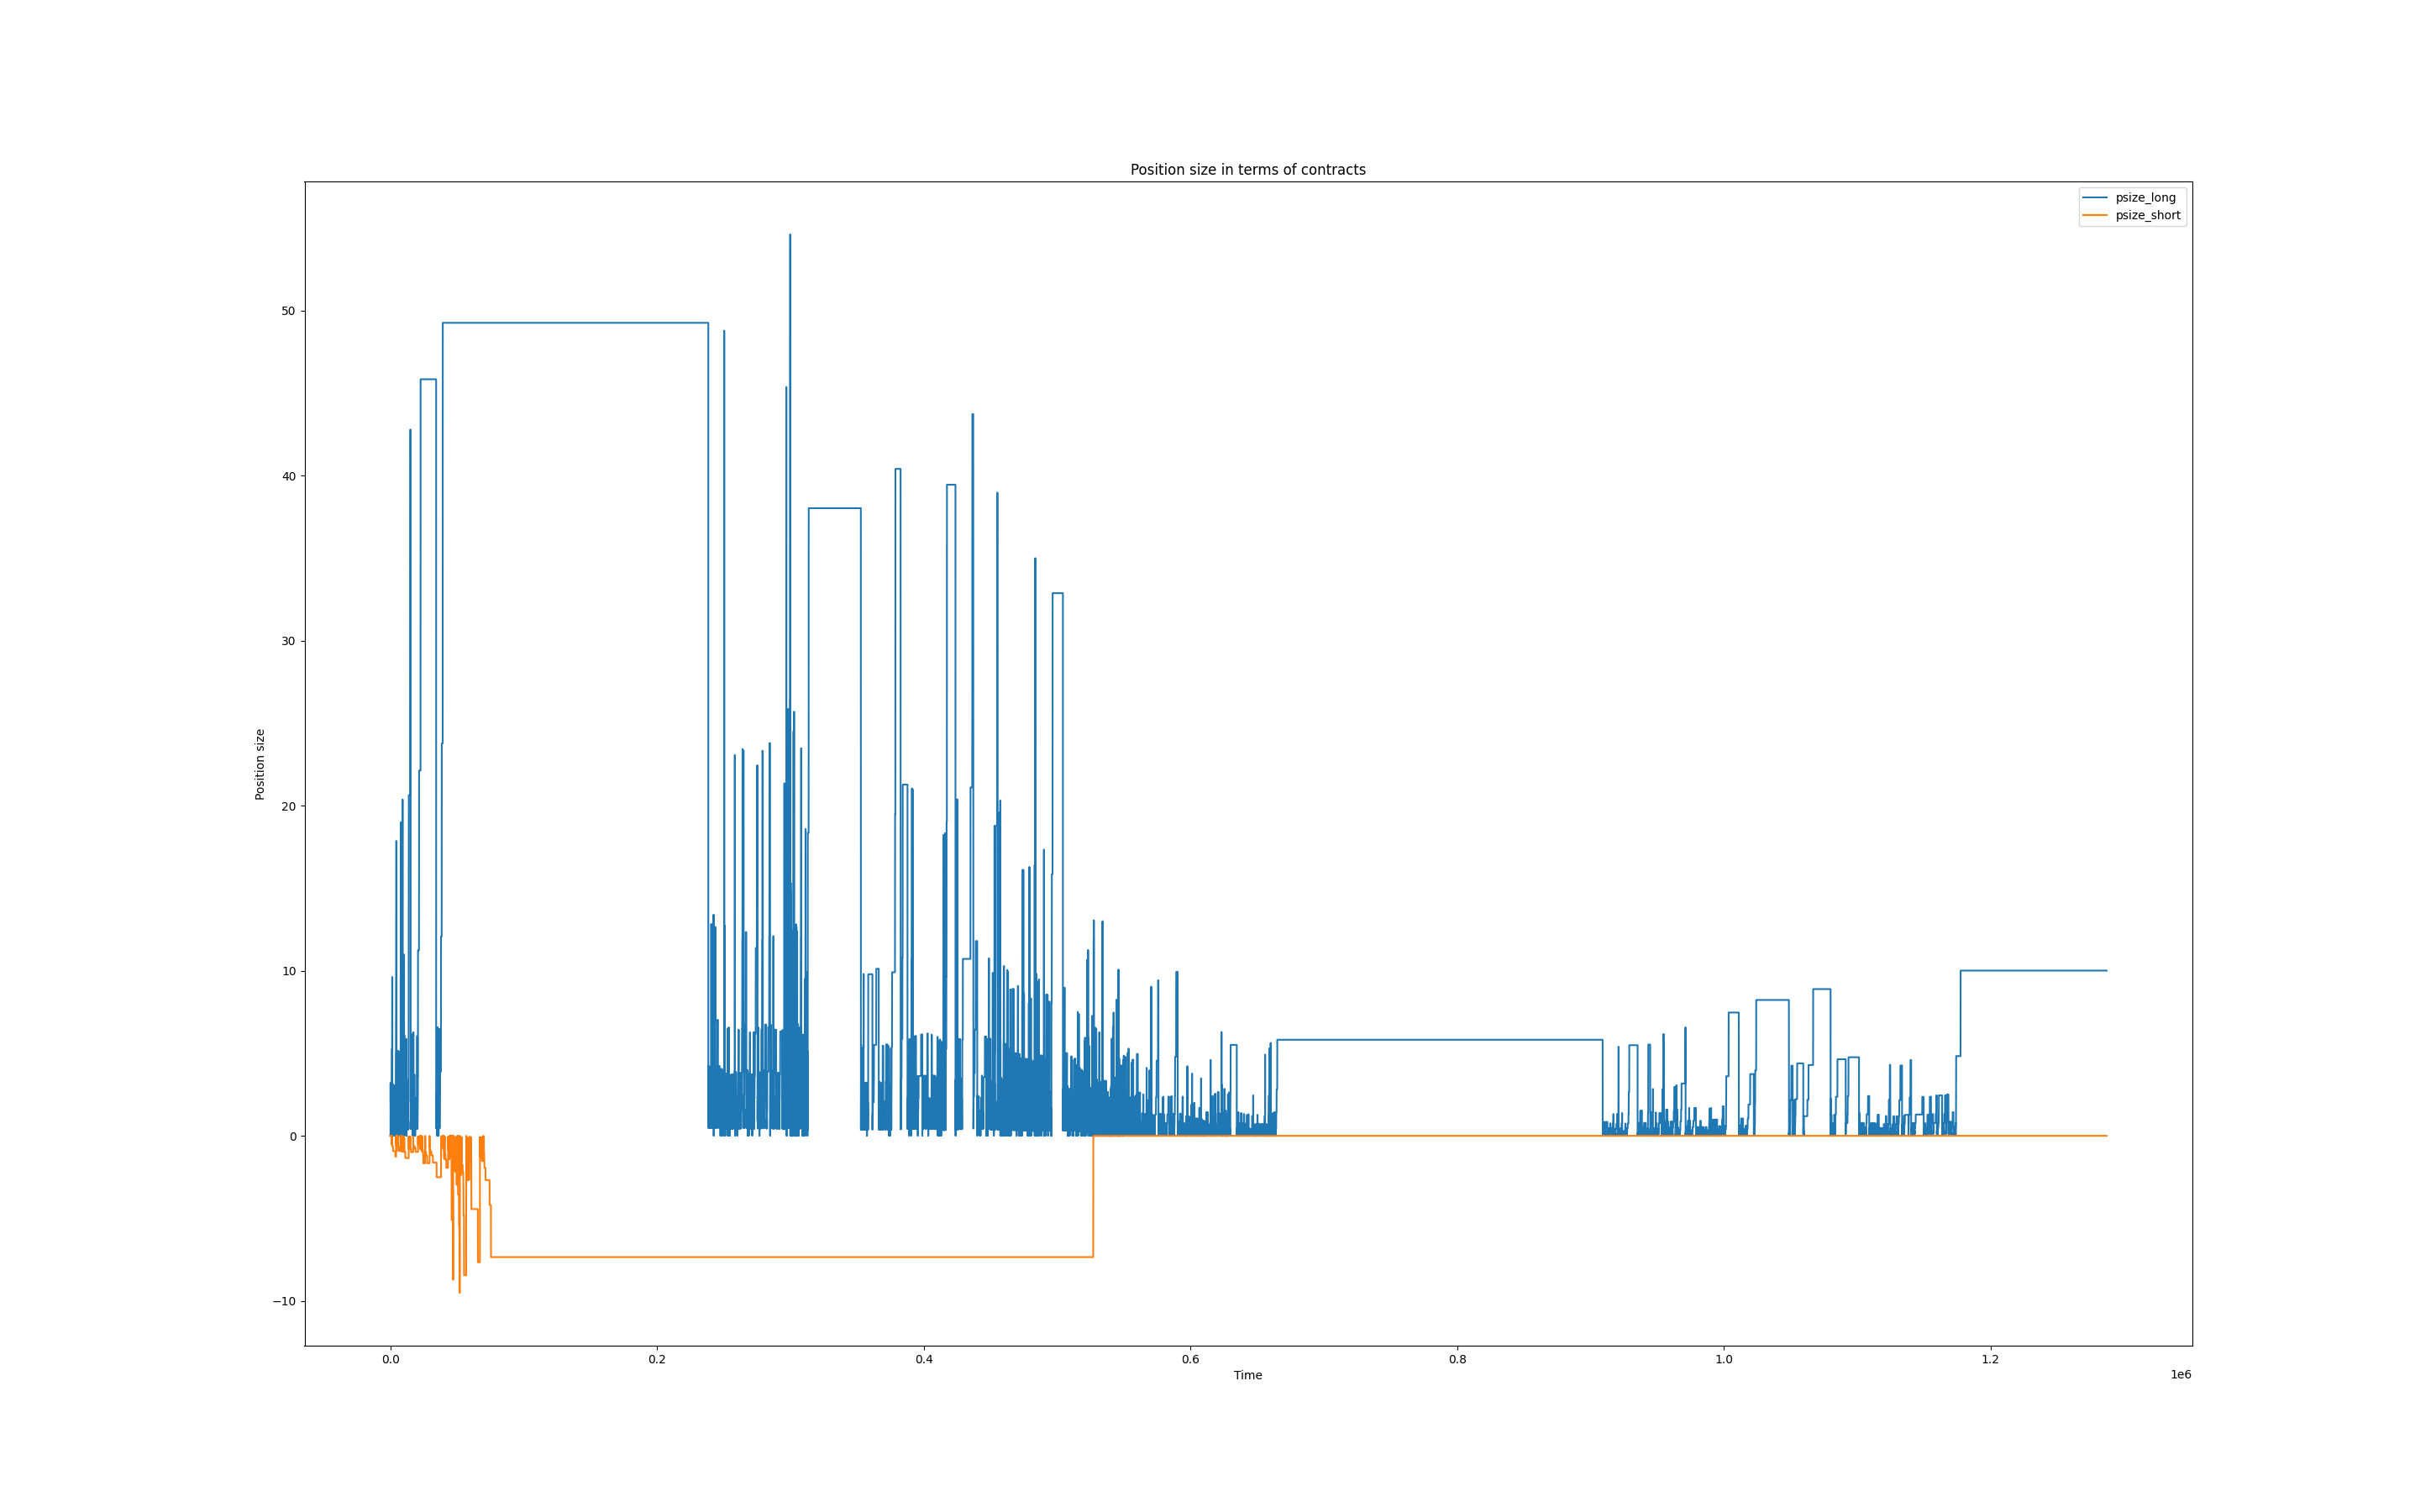 Position size in terms of contracts
psize_long
psize_short
50
40
30
20
10
0
−10
Position size
0.0
0.2
0.4
0.6
0.8
1.0
1.2
Time
1e6